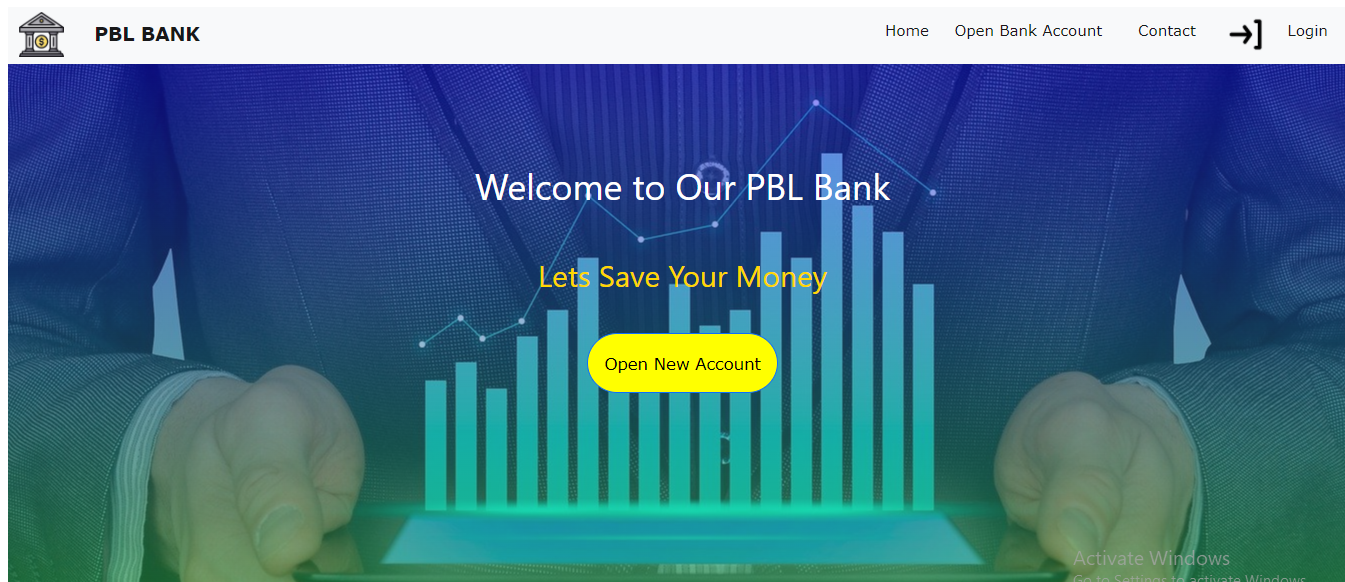 PBL BANK
Home Open Bank Account Contact Login
Welcome to Our PBL Bank
Lets Save Your Money
Open New Account
Activate Windows
Go to Settings to activate Windows.